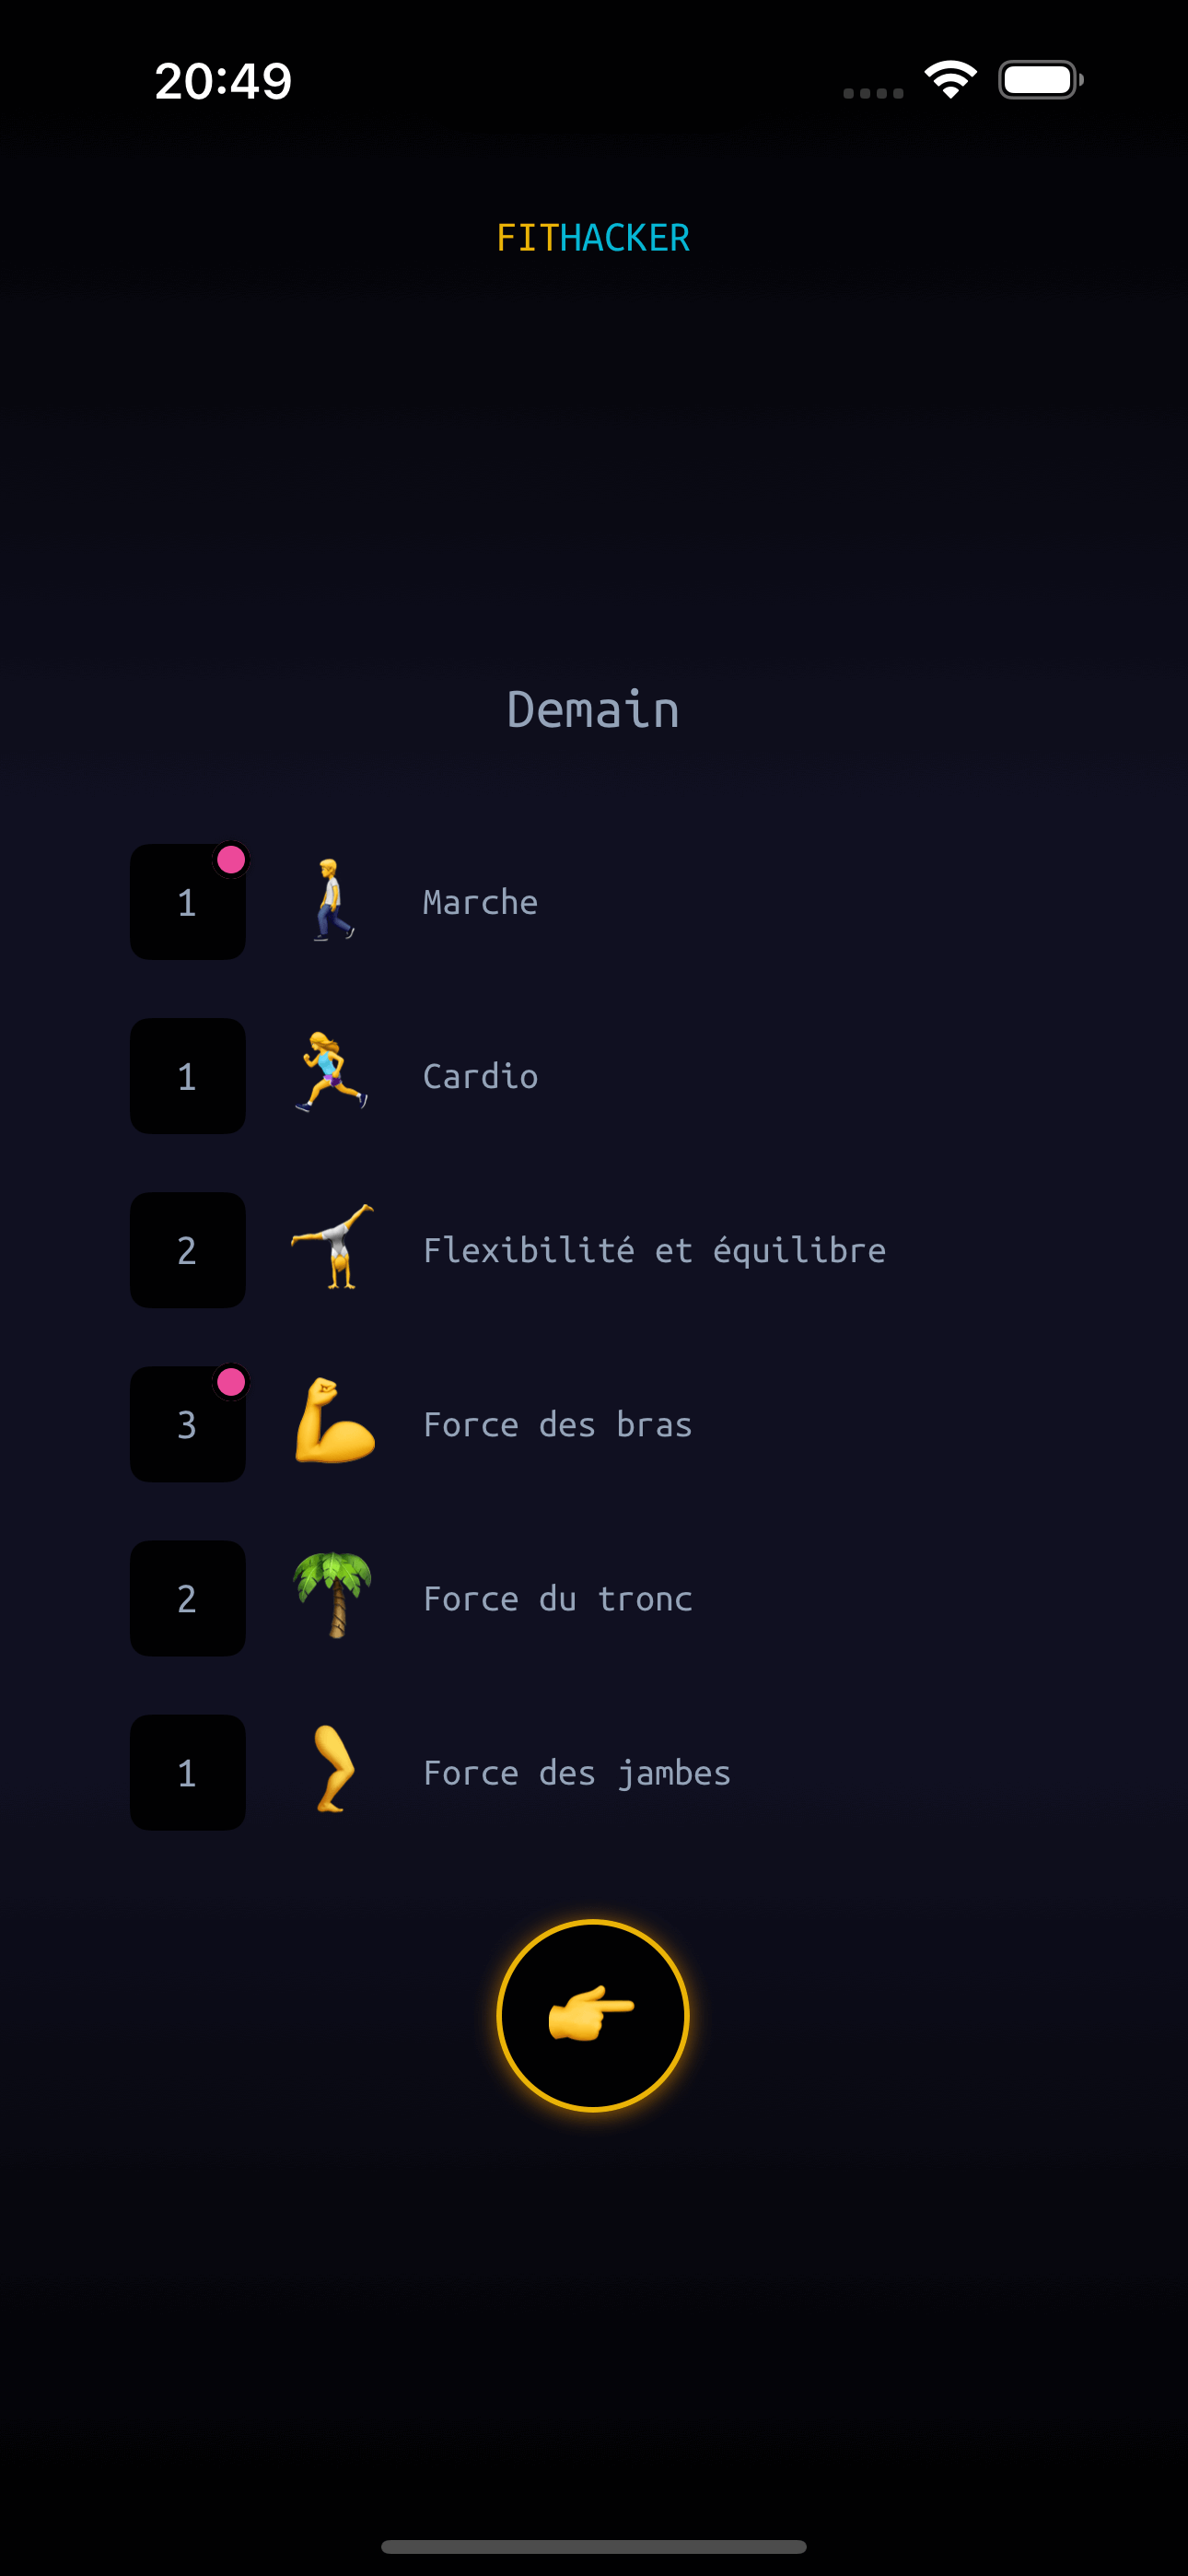 20:49
FITHACKER
Demain
1 Marche
1 Cardio
2 Flexibilité et équilibre
3 Force des bras
2 Force du tronc
1 Force des jambes